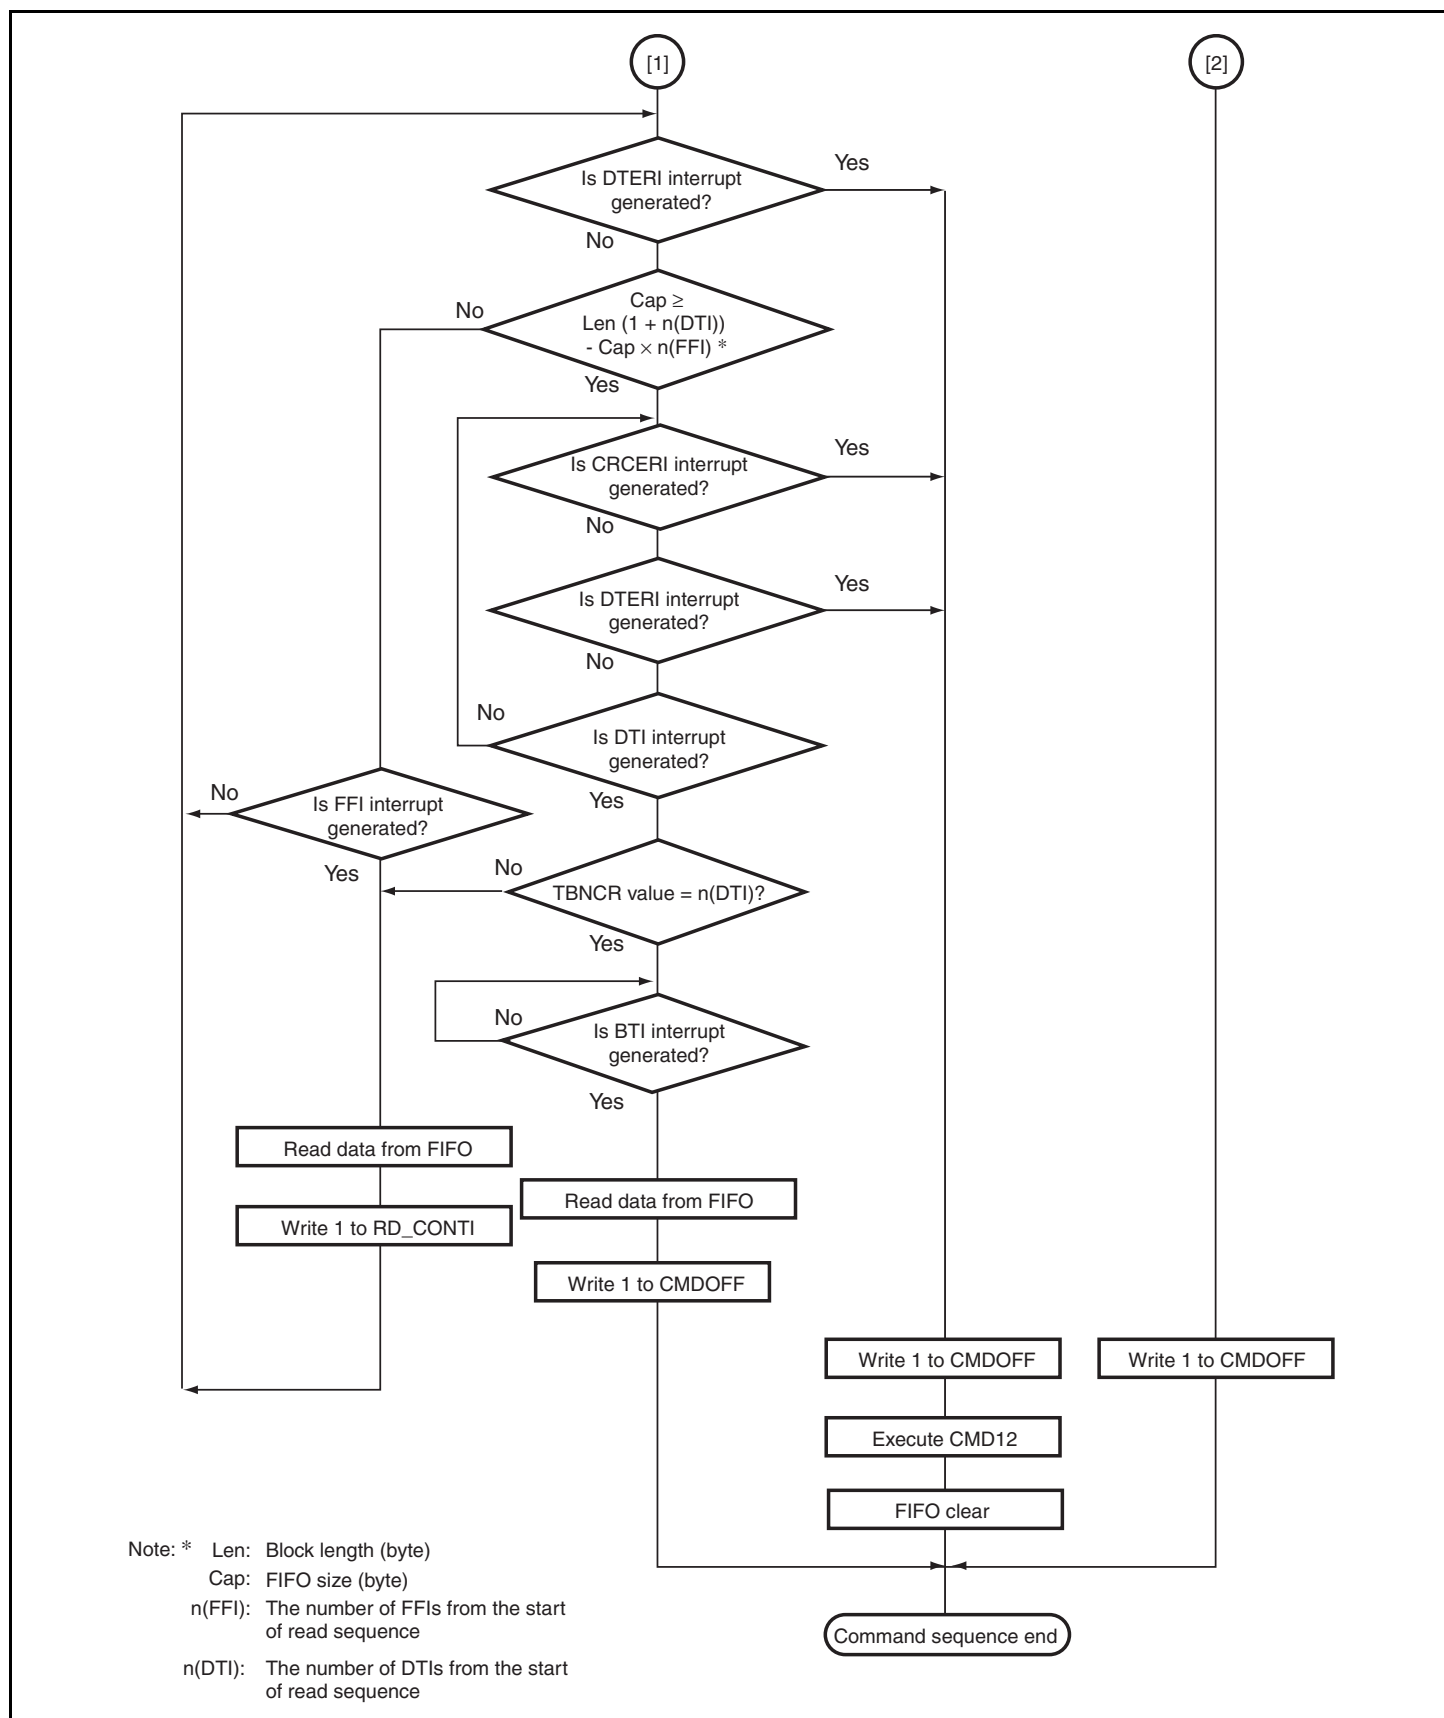 [1]
[2]
Is DTERI interrupt
generated?
Yes
No
Cap ≥
Len (1 + n(DTI))
- Cap × n(FFI) *
No
Yes
Is CRCERI interrupt
generated?
Yes
No
Is DTERI interrupt
generated?
Yes
No
Is DTI interrupt
generated?
No
Yes
Is FFI interrupt
generated?
No
Yes
TBNCR value = n(DTI)?
No
Yes
Is BTI interrupt
generated?
No
Yes
Read data from FIFO
Write 1 to RD_CONTI
Read data from FIFO
Write 1 to CMDOFF
Write 1 to CMDOFF
Execute CMD12
FIFO clear
Write 1 to CMDOFF
Command sequence end
Note: * Len: Block length (byte)
Cap: FIFO size (byte)
n(FFI): The number of FFIs from the start
of read sequence
n(DTI): The number of DTIs from the start
of read sequence